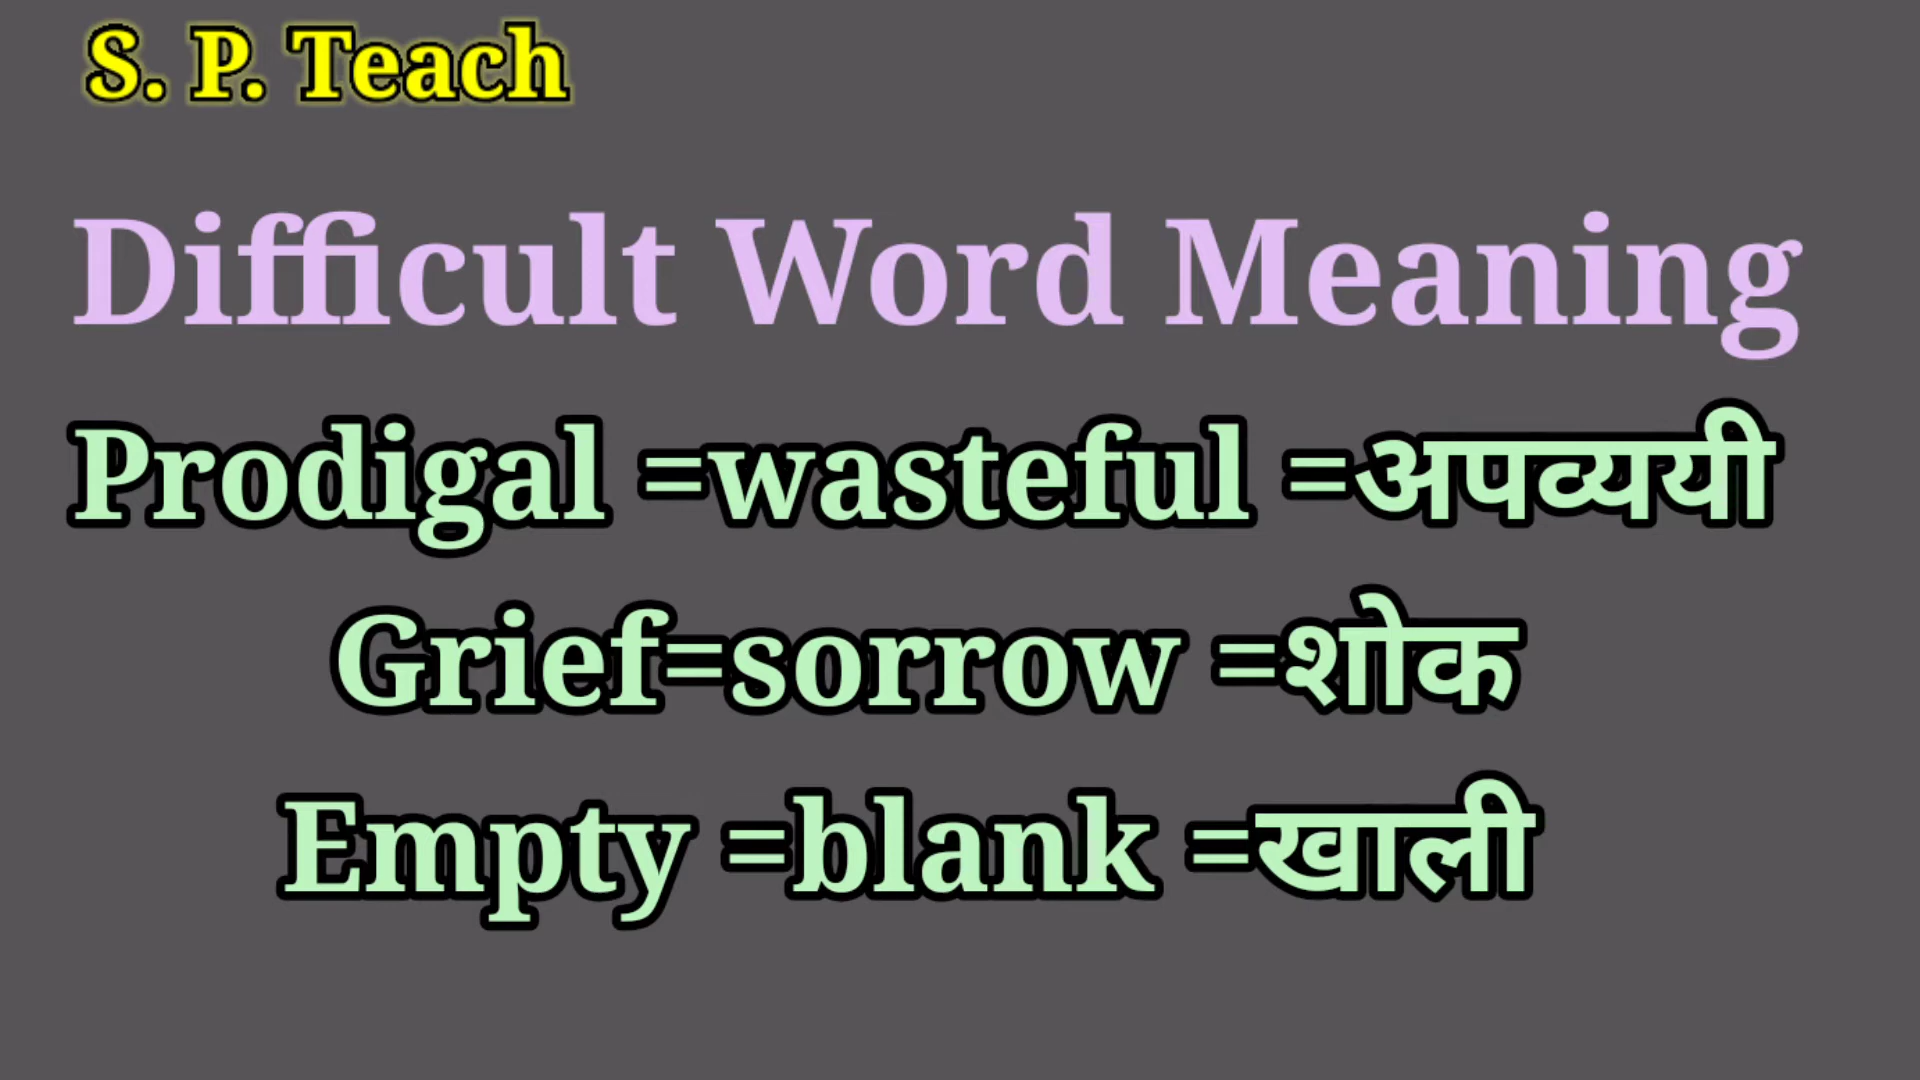 S. P. Teach
Difficult Word Meaning
Prodigal =wasteful =अपव्ययी
Grief=sorrow =शोक
Empty =blank =खाली